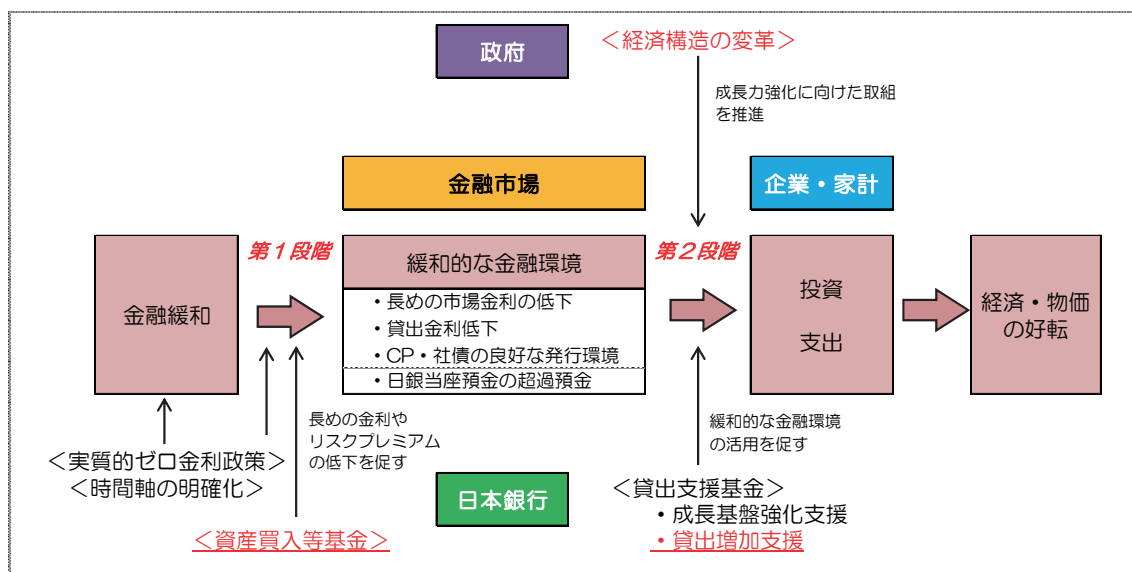 政府
＜経済構造の変革＞
成長力強化に向けた取組
を推進
金融市場
企業・家計
第１段階
第２段階
金融緩和
緩和的な金融環境
・長めの市場金利の低下
・貸出金利低下
・CP・社債の良好な発行環境
・日銀当座預金の超過預金
投資
支出
経済・物価
の好転
長めの金利や
リスクプレミアム
の低下を促す
緩和的な金融環境
の活用を促す
＜実質的ゼロ金利政策＞
＜時間軸の明確化＞
日本銀行
＜貸出支援基金＞
・成長基盤強化支援
・貸出増加支援
＜資産買入等基金＞